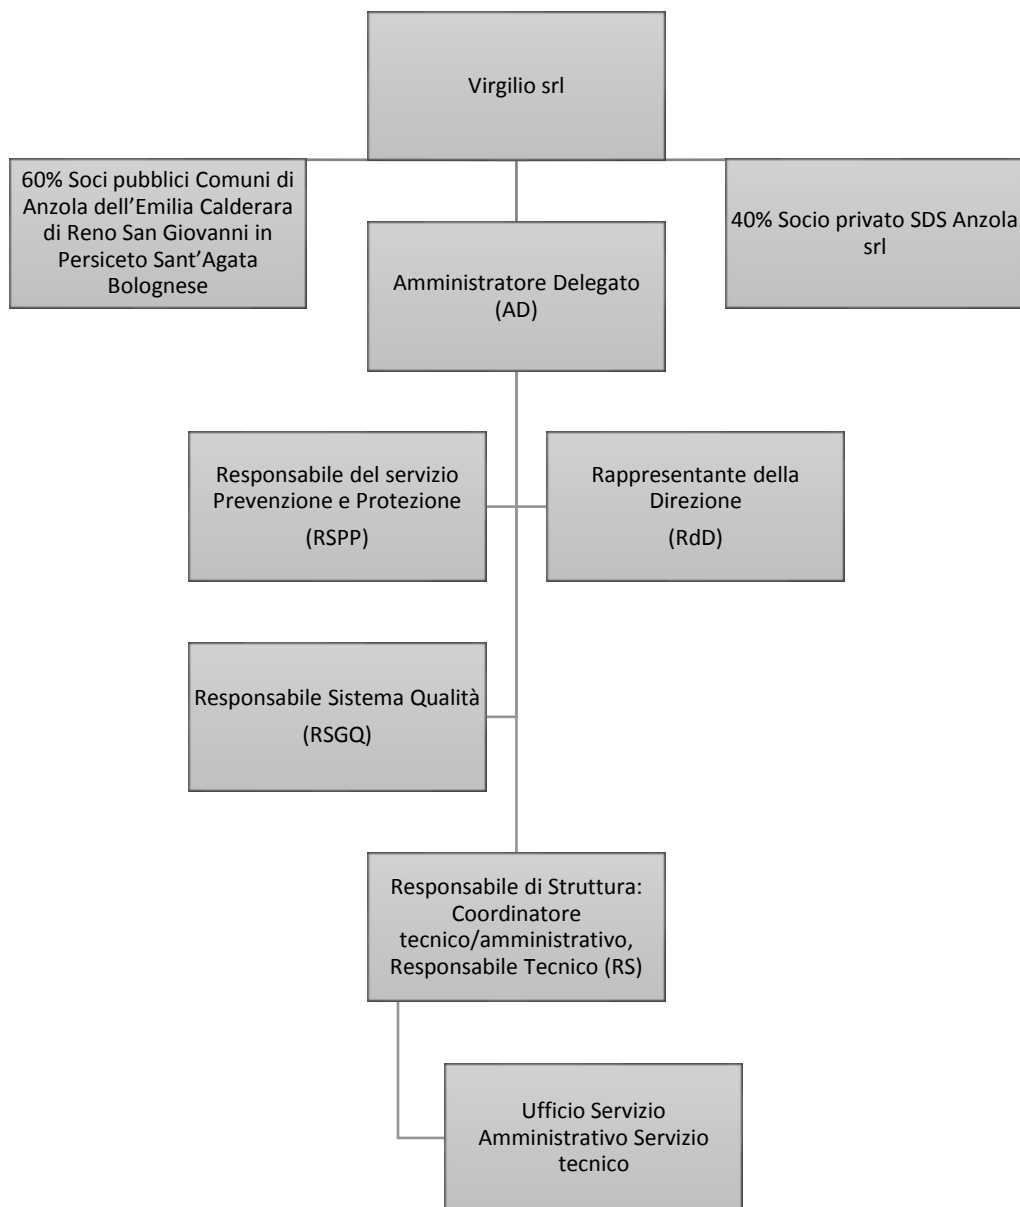 Virgilio srl
60% Soci pubblici Comuni di
Anzola dell’Emilia Calderara
di Reno San Giovanni in
Persiceto Sant’Agata
Bolognese
40% Socio privato SDS Anzola
srl
Amministratore Delegato
(AD)
Responsabile del servizio
Prevenzione e Protezione
(RSPP)
Rappresentante della
Direzione
(RdD)
Responsabile Sistema Qualità
(RSGQ)
Responsabile di Struttura:
Coordinatore
tecnico/amministrativo,
Responsabile Tecnico (RS)
Ufficio Servizio
Amministrativo Servizio
tecnico